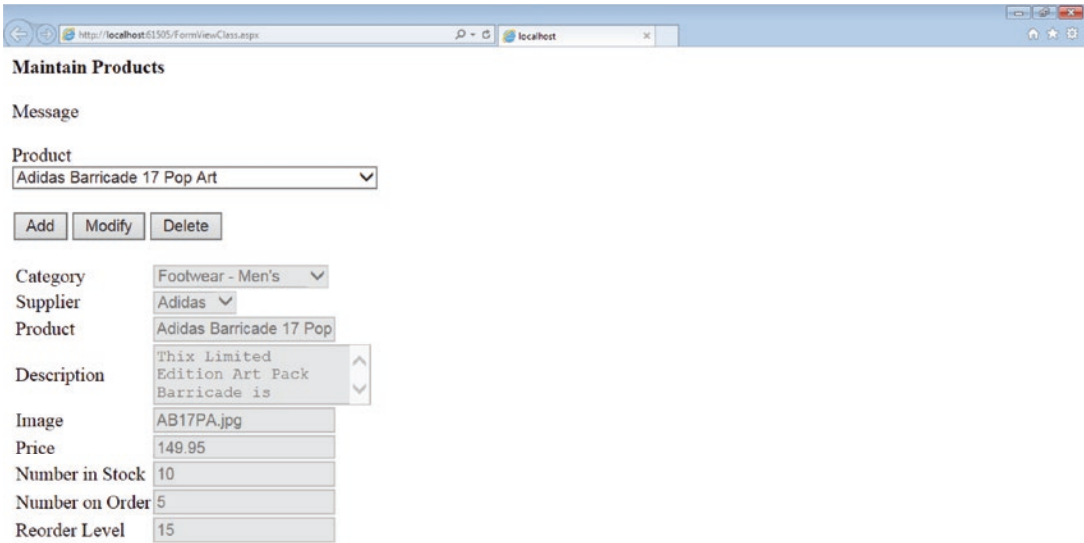 http://localhost:61505/FormViewClass.aspx
localhost
Maintain Products
Message
Product
Adidas Barricade 17 Pop Art
Add Modify Delete
Category Footwear - Men's
Supplier Adidas
Product Adidas Barricade 17 Pop
Description Thix Limited
Edition Art Pack
Barricade is
Image AB17PA.jpg
Price 149.95
Number in Stock 10
Number on Order 5
Reorder Level 15